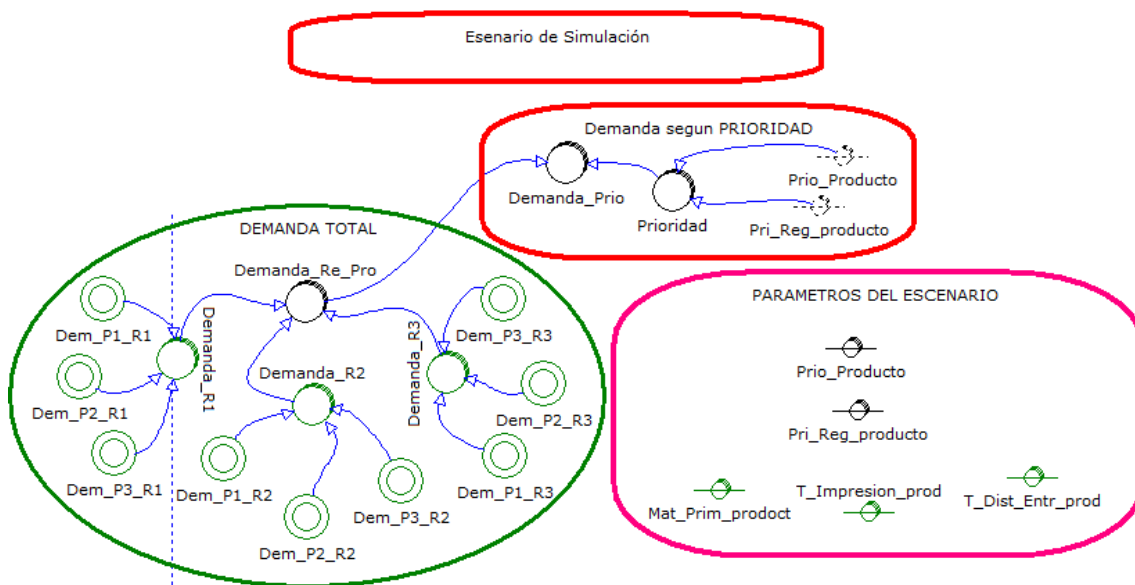 Esenario de Simulación
Demanda segun PRIORIDAD
Prio_Producto
Demanda_Prio
Prioridad
Pri_Reg_producto
DEMANDA TOTAL
Demanda_Re_Pro
Dem_P1_R1
Demanda_R1
Dem_P2_R1
Dem_P3_R1
Demanda_R2
Dem_P1_R2
Dem_P2_R2
Dem_P3_R2
Demanda_R3
Dem_P3_R3
Dem_P2_R3
Dem_P1_R3
PARAMETROS DEL ESCENARIO
Prio_Producto
Pri_Reg_producto
Mat_Prim_product
T_Impresion_prod
T_Dist_Entr_prod